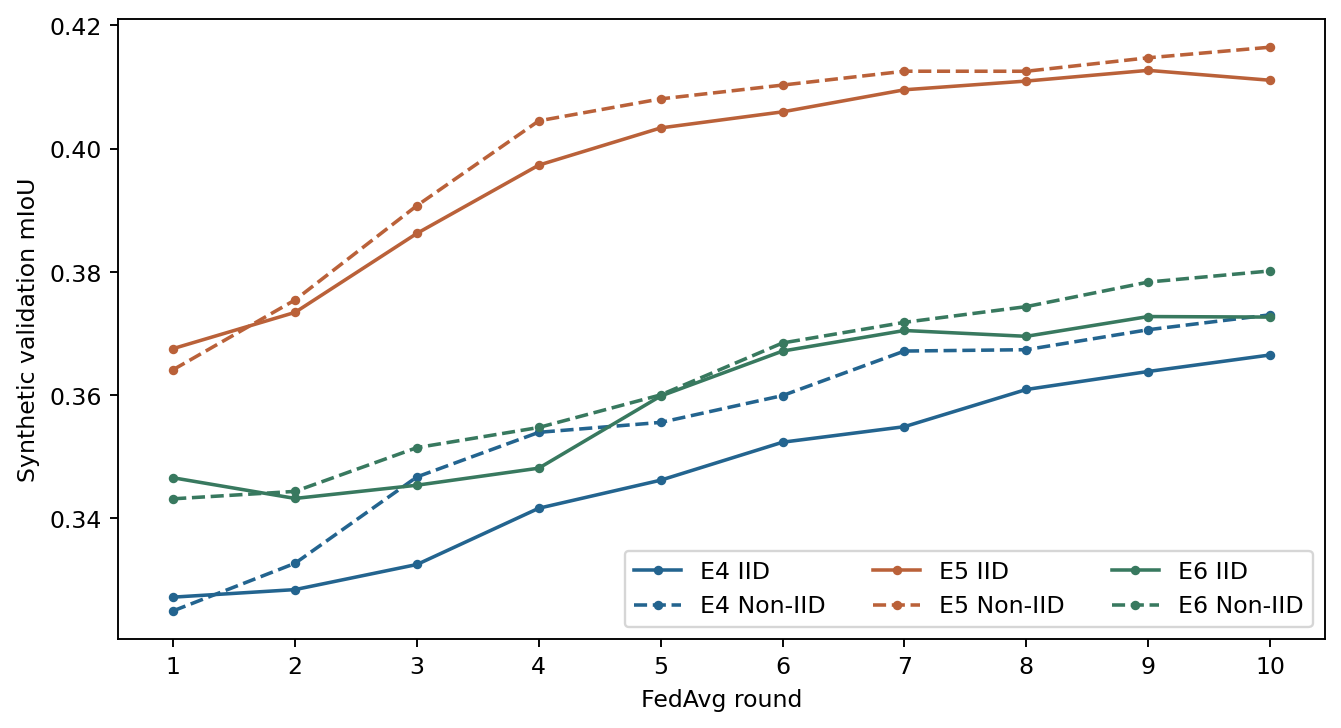 0.42
0.40
0.38
0.36
0.34
Synthetic validation mIoU
E4 IID
E4 Non-IID
E5 IID
E5 Non-IID
E6 IID
E6 Non-IID
1 2 3 4 5 6 7 8 9 10
FedAvg round